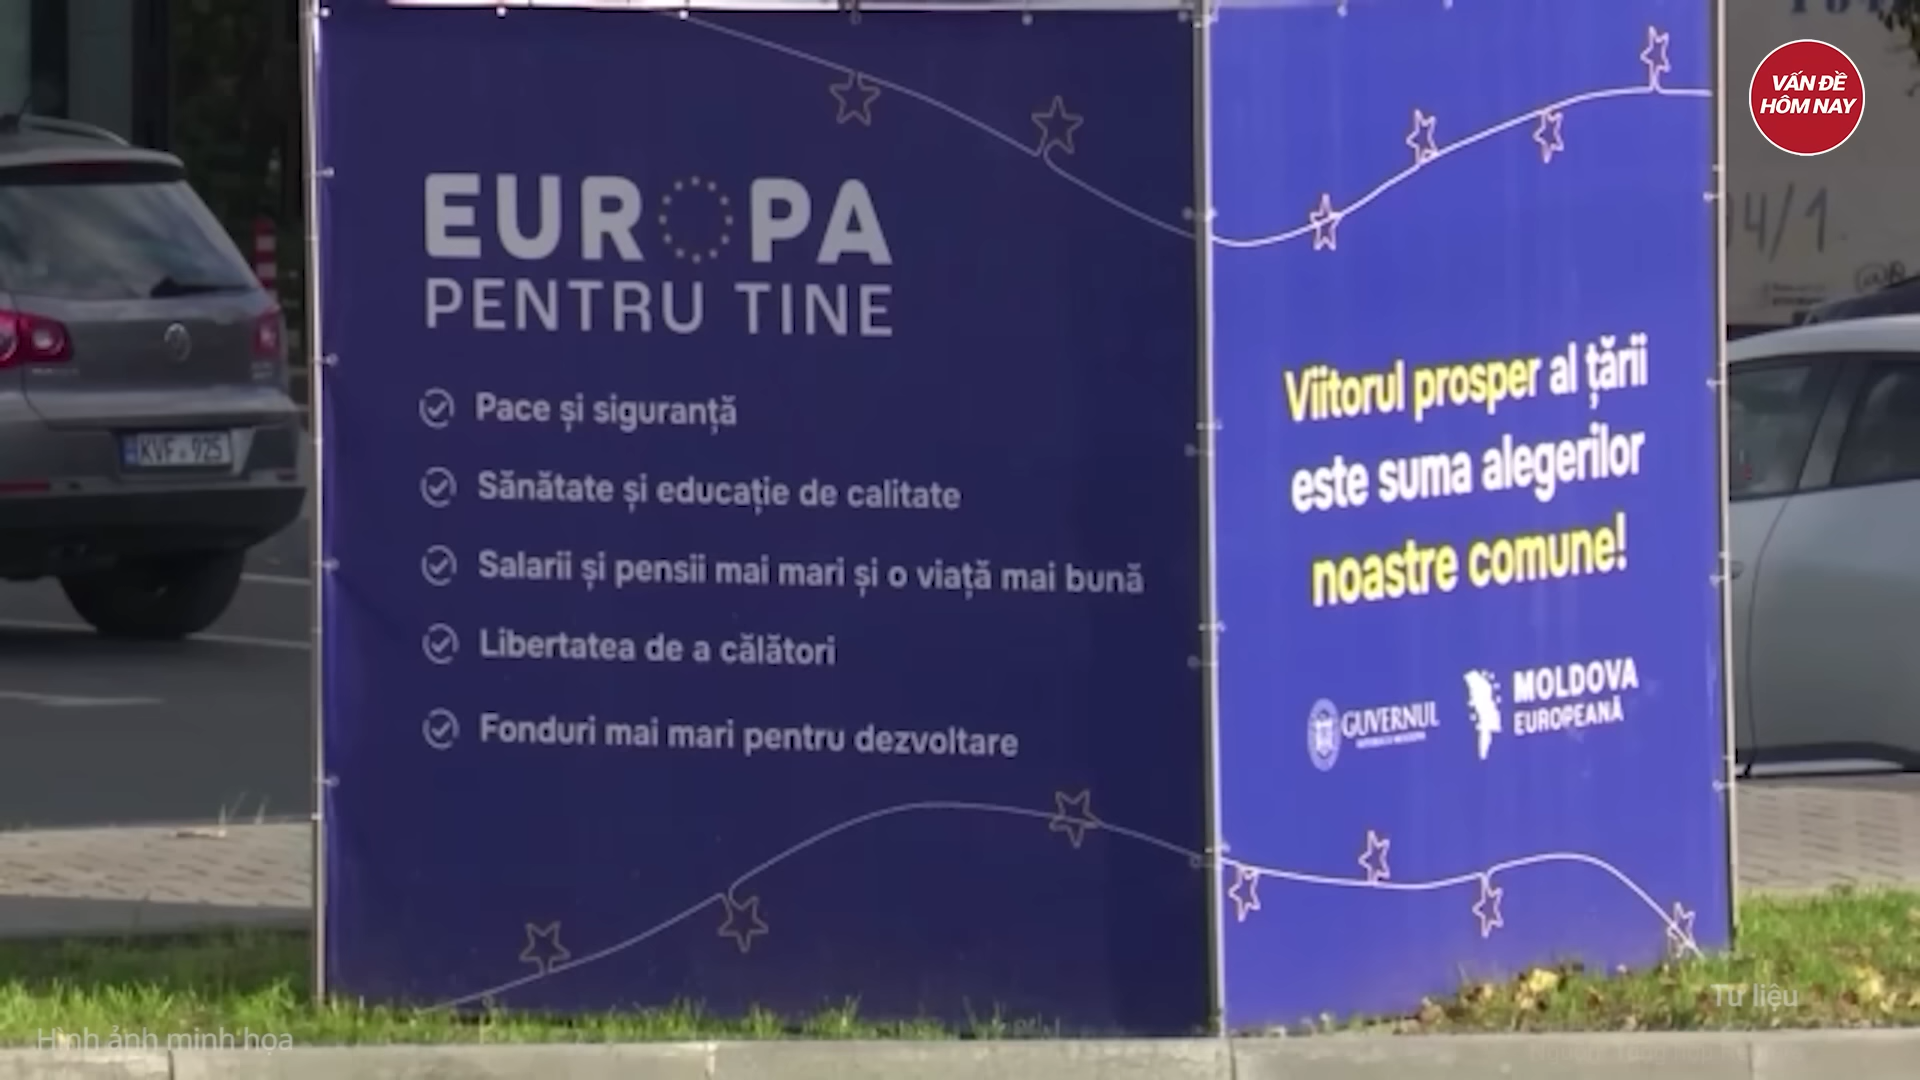 EUROPA
PENTRU TINE
Pace și siguranță
Sănătate și educație de calitate
Salarii și pensii mai mari și o viață mai bună
Libertatea de a călători
Fonduri mai mari pentru dezvoltare
Viitorul prosper al țării
este suma alegerilor
noastre comune!
GUVERNUL
MOLDOVA
EUROPEANĂ
VẤN ĐỀ
HÔM NAY
KVF 925
4/1
Tư liệu
Hình ảnh minh họa